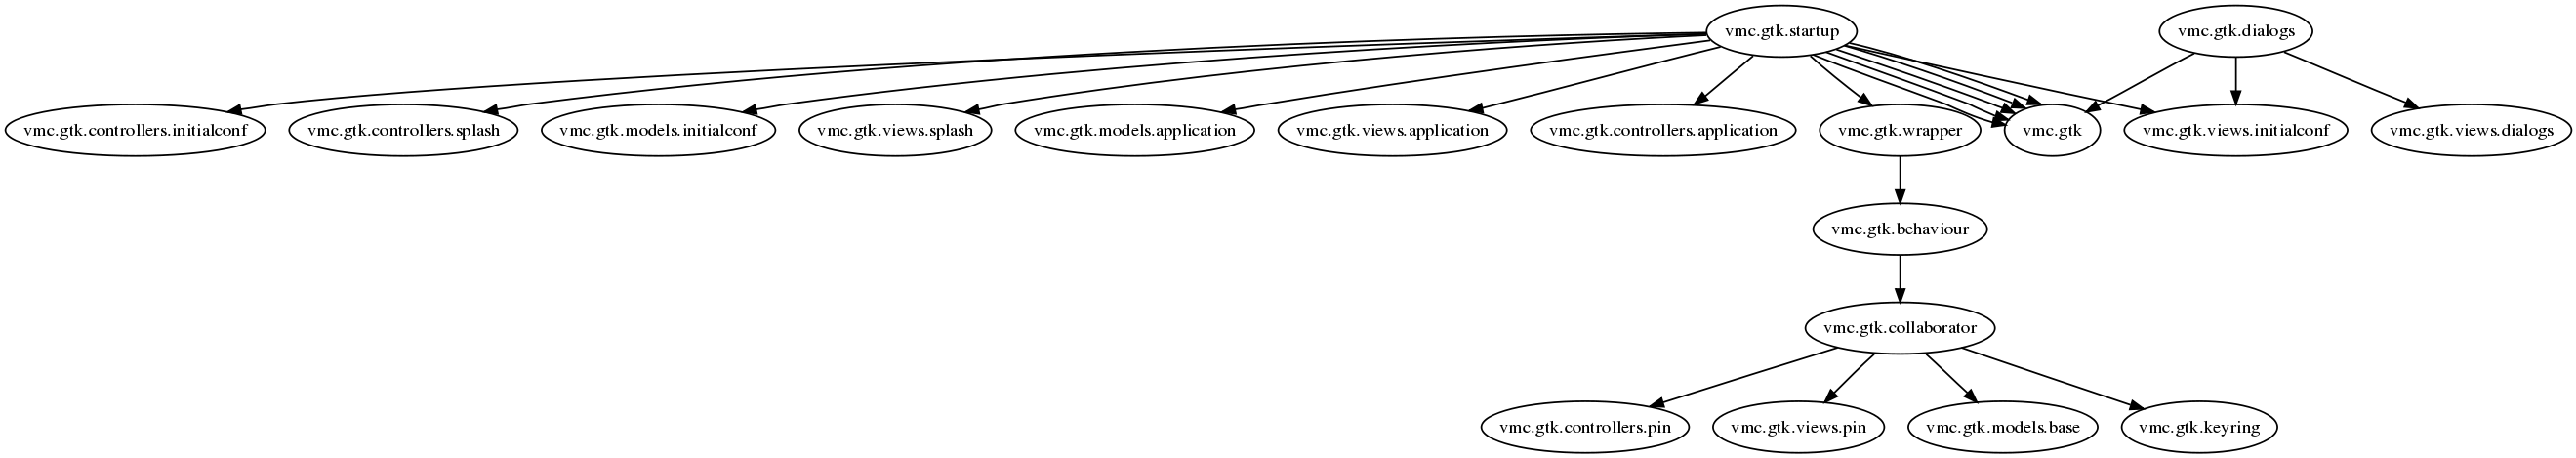 vmc.gtk.startup
vmc.gtk.dialogs
vmc.gtk.controllers.initialconf
vmc.gtk.controllers.splash
vmc.gtk.models.initialconf
vmc.gtk.views.splash
vmc.gtk.models.application
vmc.gtk.views.application
vmc.gtk.controllers.application
vmc.gtk.wrapper
vmc.gtk
vmc.gtk.views.initialconf
vmc.gtk.views.dialogs
vmc.gtk.behaviour
vmc.gtk.collaborator
vmc.gtk.controllers.pin
vmc.gtk.views.pin
vmc.gtk.models.base
vmc.gtk.keyring